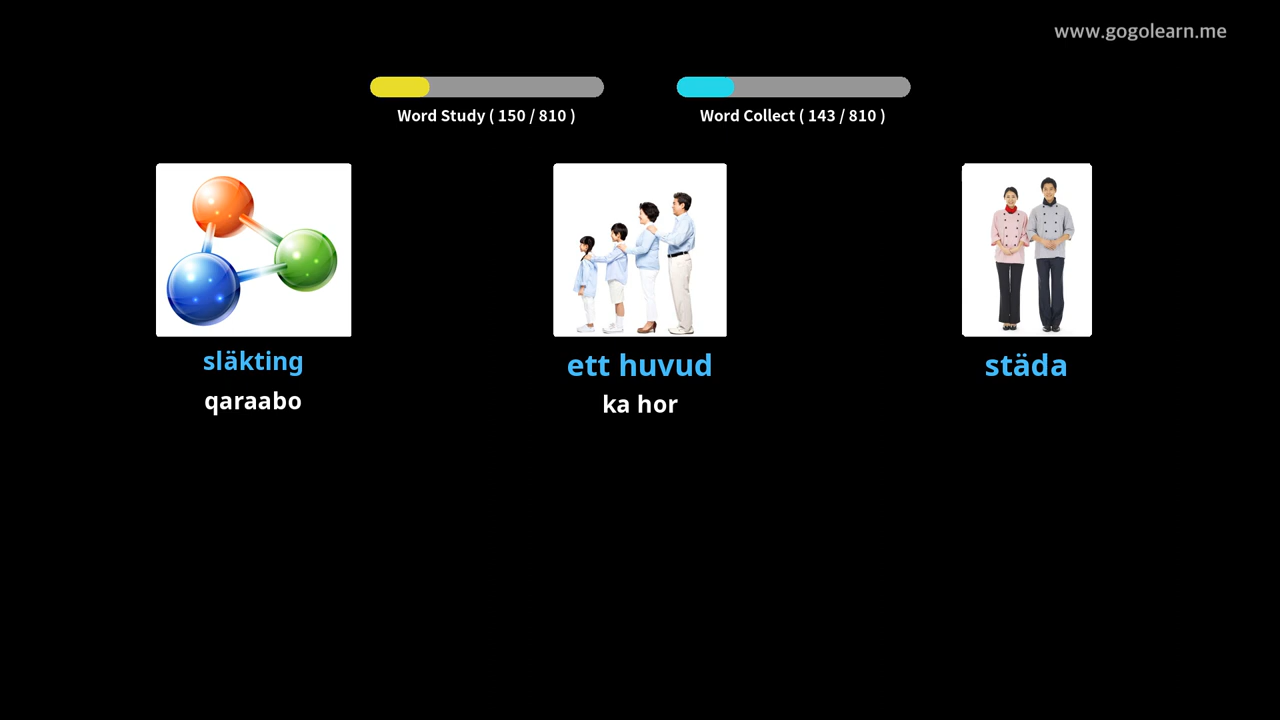 www.gogolearn.me
Word Study ( 150 / 810 )
Word Collect ( 143 / 810 )
släkting
qaraabo
ett huvud
ka hor
städa